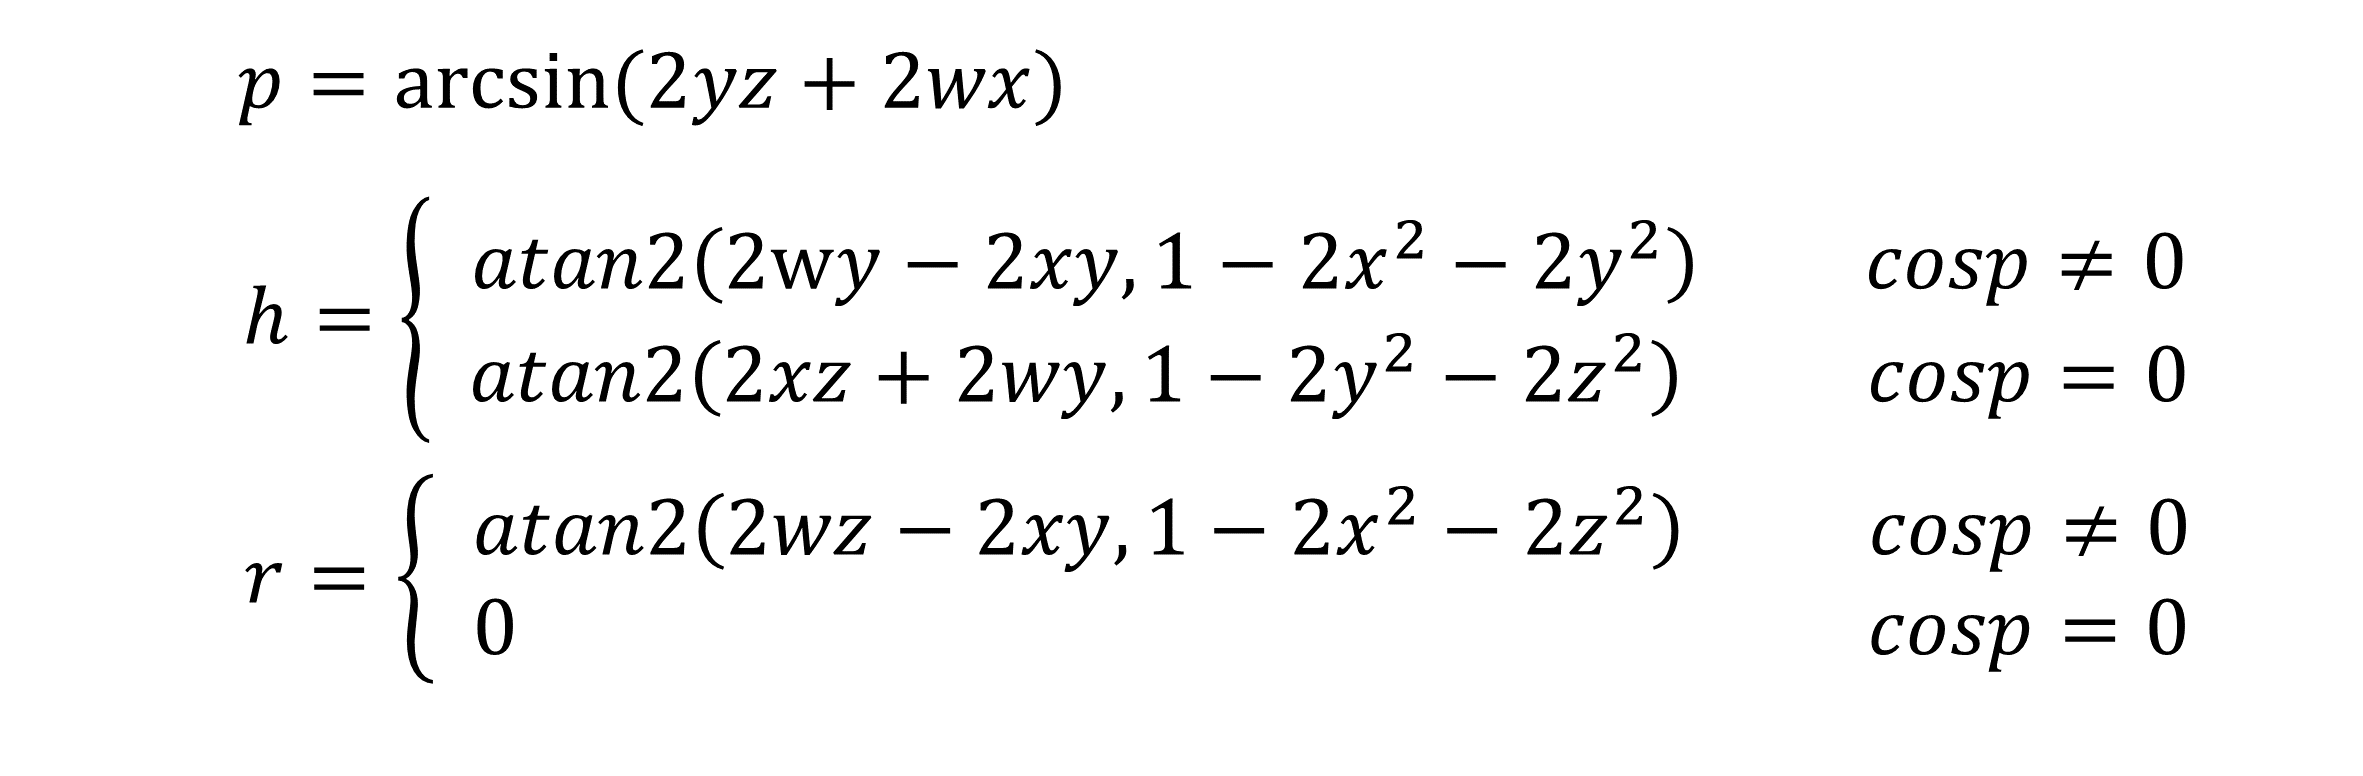 p = arcsin(2yz + 2wx)
h = { atan2(2wy − 2xy, 1 − 2x² − 2y²) cosp ≠ 0
atan2(2xz + 2wy, 1 − 2y² − 2z²) cosp = 0
r = { atan2(2wz − 2xy, 1 − 2x² − 2z²) cosp ≠ 0
0 cosp = 0